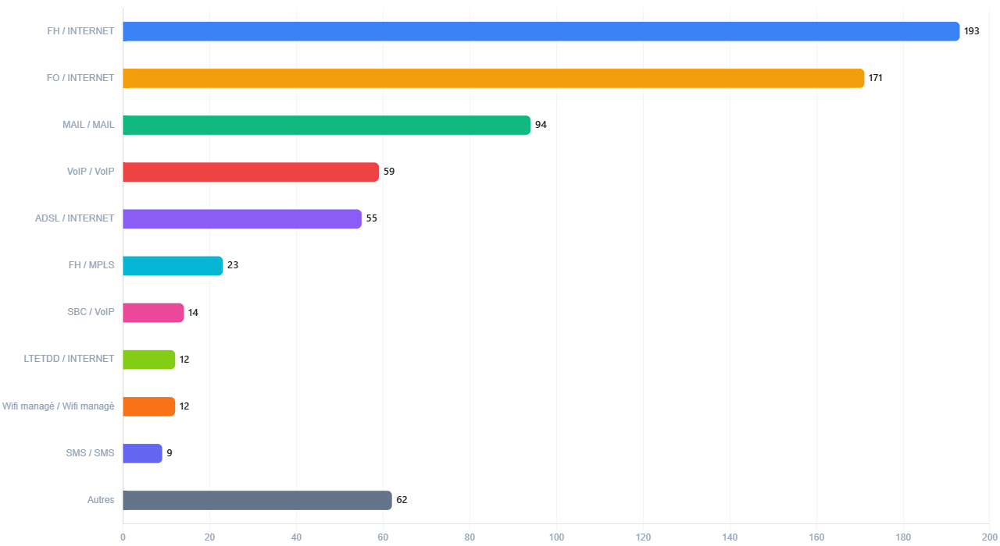 FH / INTERNET 193
FO / INTERNET 171
MAIL / MAIL 94
VoIP / VoIP 59
ADSL / INTERNET 55
FH / MPLS 23
SBC / VoIP 14
LTETDD / INTERNET 12
Wifi managé / Wifi managé 12
SMS / SMS 9
Autres 62
0 20 40 60 80 100 120 140 160 180 200